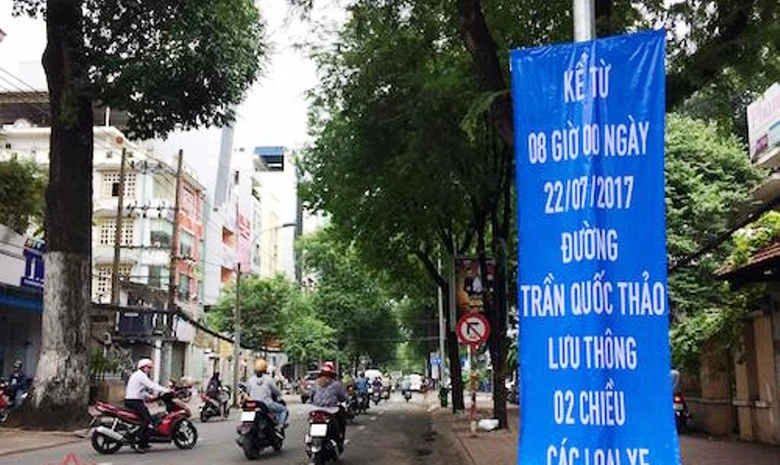 KỂ TỪ
08 GIỜ 00 NGÀY
22/07/2017
ĐƯỜNG
TRẦN QUỐC THẢO
LƯU THÔNG
02 CHIỀU
CÁC LOẠI XE